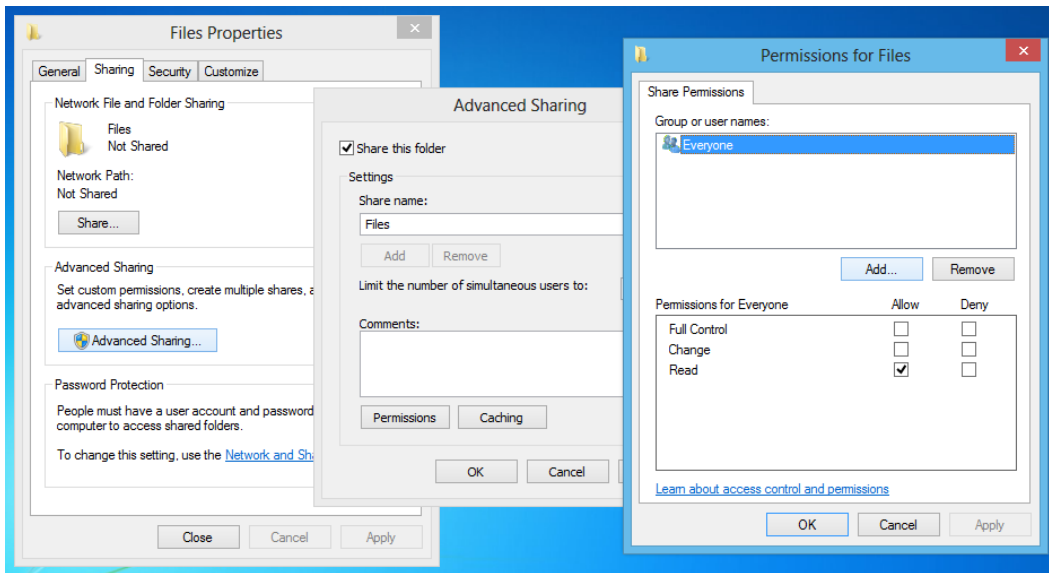 Files Properties
General Sharing Security Customize
Network File and Folder Sharing
Files
Not Shared
Network Path:
Not Shared
Share...
Advanced Sharing
Set custom permissions, create multiple shares,
advanced sharing options.
Advanced Sharing...
Password Protection
People must have a user account and password
computer to access shared folders.
To change this setting, use the Network and
Close Cancel Apply
Advanced Sharing
Share this folder
Settings
Share name:
Files
Add Remove
Limit the number of simultaneous users to:
Comments:
Permissions Caching
OK Cancel
Permissions for Files
Share Permissions
Group or user names:
Everyone
Add... Remove
Permissions for Everyone Allow Deny
Full Control
Change
Read
Learn about access control and permissions
OK Cancel Apply